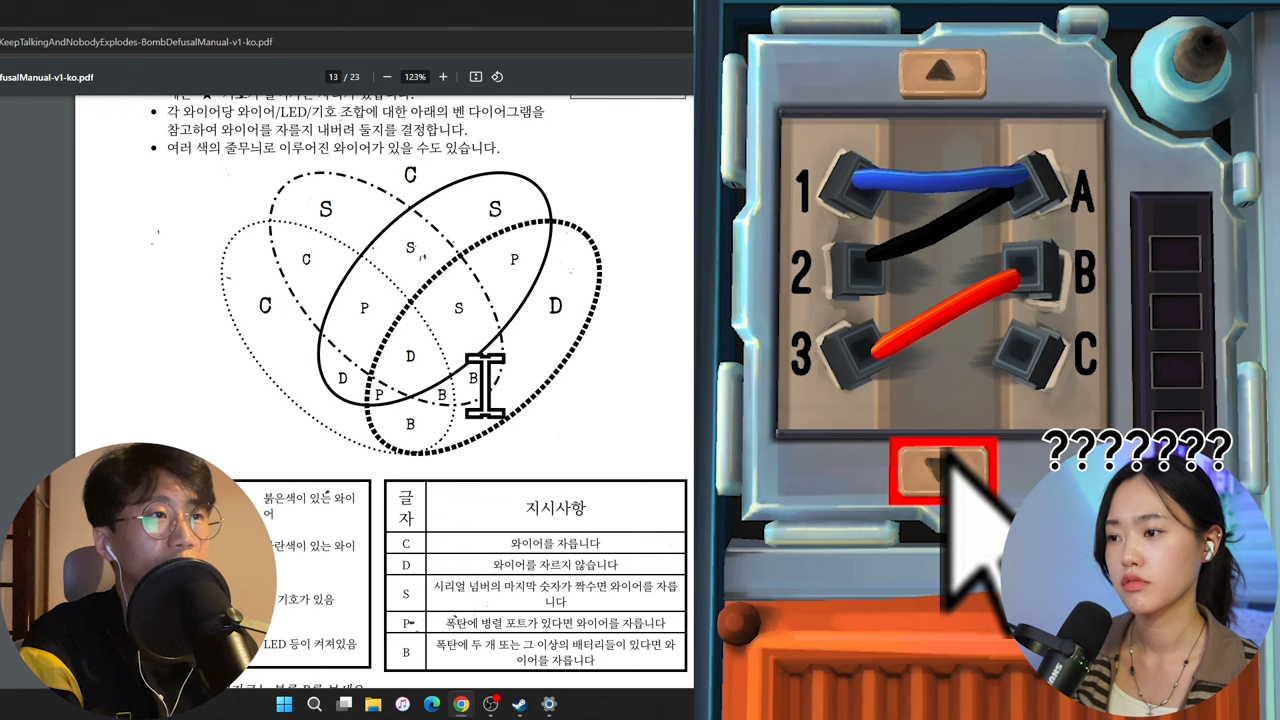 KeepTalkingAndNobodyExplodes-BombDefusalManual-v1-ko.pdf
fusalManual-v1-ko.pdf
13 / 23
123%
각 와이어당 와이어/LED/기호 조합에 대한 아래의 벤 다이어그램을
참고하여 와이어를 자를지 내버려 둘지를 결정합니다.
여러 색의 줄무늬로 이루어진 와이어가 있을 수도 있습니다.
C
S
S
S
C
P
C
D
P
S
D
D
B
P
B
B
붉은색이 있는 와이
어
란색이 있는 와이
기호가 있음
LED 등이 켜져있음
글자
지시사항
C
와이어를 자릅니다
D
와이어를 자르지 않습니다
S
시리얼 넘버의 마지막 숫자가 짝수면 와이어를 자릅
니다
P
폭탄에 병렬 포트가 있다면 와이어를 자릅니다
B
폭탄에 두 개 또는 그 이상의 배터리들이 있다면 와
이어를 자릅니다
1
A
2
B
3
C
???????